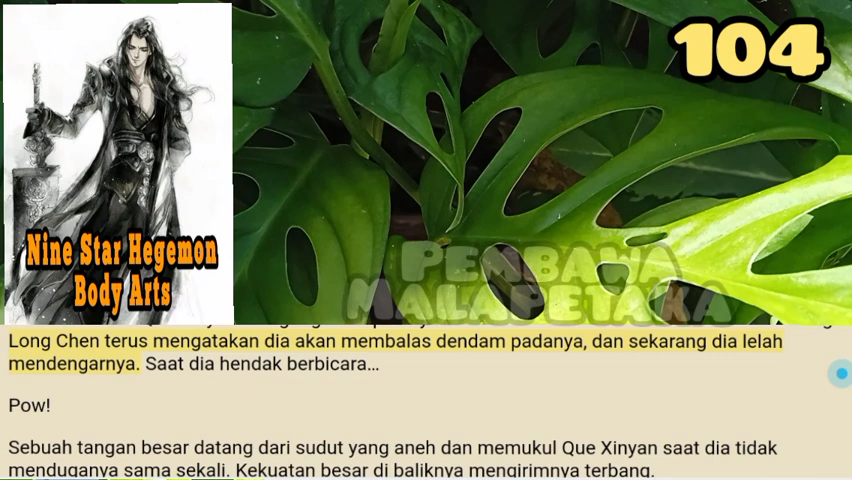 104
Nine Star Hegemon
Body Arts
PEMBAWA
MALAPETAKA
Long Chen terus mengatakan dia akan membalas dendam padanya, dan sekarang dia lelah
mendengarnya. Saat dia hendak berbicara...
Pow!
Sebuah tangan besar datang dari sudut yang aneh dan memukul Que Xinyan saat dia tidak
menduganya sama sekali. Kekuatan besar di baliknya mengirimnya terbang.